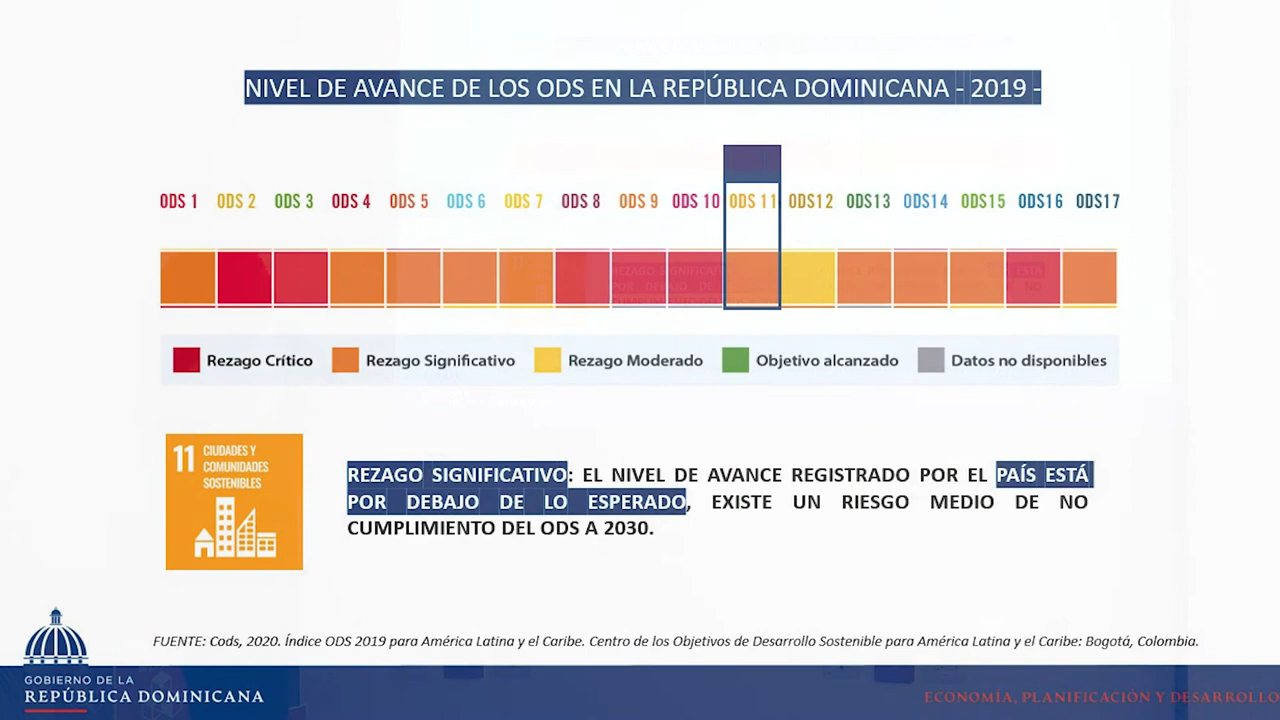 NIVEL DE AVANCE DE LOS ODS EN LA REPÚBLICA DOMINICANA - 2019 -
ODS 1 ODS 2 ODS 3 ODS 4 ODS 5 ODS 6 ODS 7 ODS 8 ODS 9 ODS 10 ODS 11 ODS12 ODS13 ODS14 ODS15 ODS16 ODS17
Rezago Crítico Rezago Significativo Rezago Moderado Objetivo alcanzado Datos no disponibles
11 CIUDADES Y
COMUNIDADES
SOSTENIBLES
REZAGO SIGNIFICATIVO: EL NIVEL DE AVANCE REGISTRADO POR EL PAÍS ESTÁ
POR DEBAJO DE LO ESPERADO, EXISTE UN RIESGO MEDIO DE NO
CUMPLIMIENTO DEL ODS A 2030.
FUENTE: Cods, 2020. Índice ODS 2019 para América Latina y el Caribe. Centro de los Objetivos de Desarrollo Sostenible para América Latina y el Caribe: Bogotá, Colombia.
GOBIERNO DE LA
REPÚBLICA DOMINICANA
ECONOMÍA, PLANIFICACIÓN Y DESARROLLO